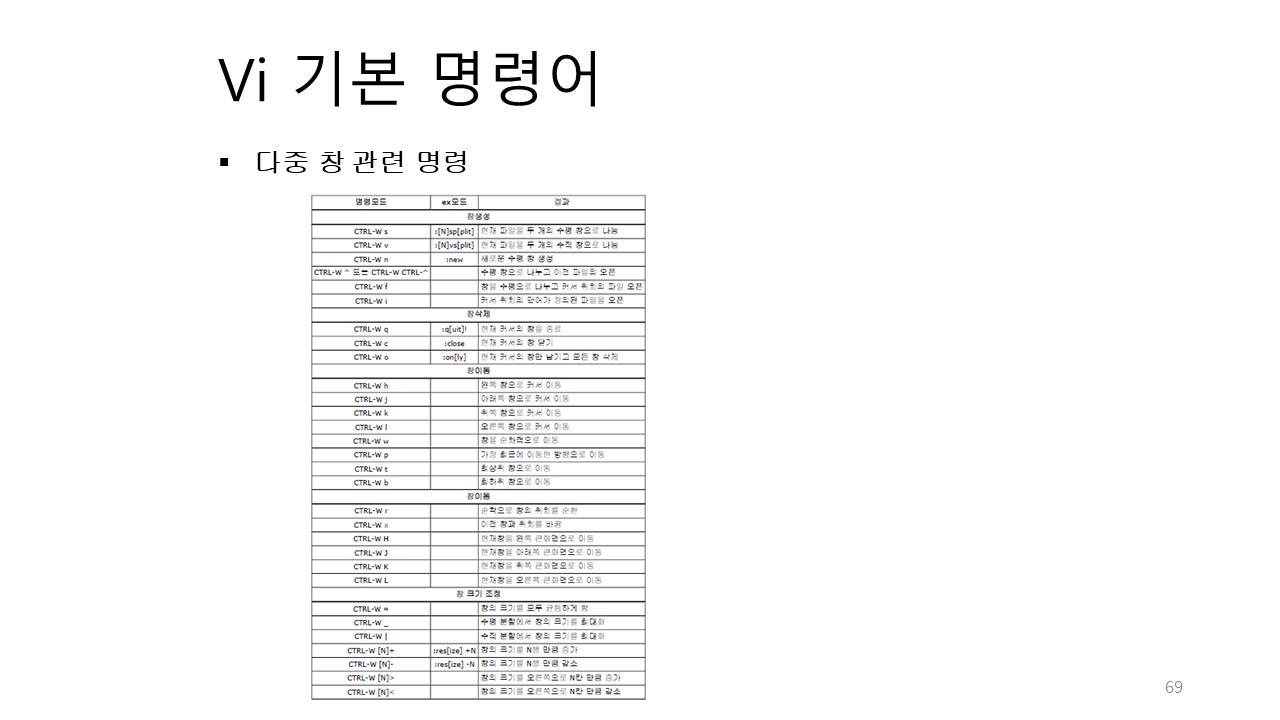 Vi 기본 명령어
▪ 다중 창 관련 명령
명령모드 ex모드 결과
창생성
CTRL-W s :[N]sp[plit] 현재 파일을 두 개의 수평 창으로 나눔
CTRL-W v :[N]vs[plit] 현재 파일을 두 개의 수직 창으로 나눔
CTRL-W n :new 새로운 수평 창 생성
CTRL-W ^ 또는 CTRL-W CTRL-^ 수평 창으로 나누고 이전 파일의 오픈
CTRL-W f 창을 수평으로 나누고 커서 위치의 파일 오픈
CTRL-W i 커서 위치의 단어가 정의된 파일을 오픈
창삭제
CTRL-W q :q[uit]! 현재 커서의 창을 종료
CTRL-W c :close 현재 커서의 창 닫기
CTRL-W o :on[ly] 현재 커서의 창만 남기고 모든 창 삭제
창이동
CTRL-W h 왼쪽 창으로 커서 이동
CTRL-W j 아래쪽 창으로 커서 이동
CTRL-W k 위쪽 창으로 커서 이동
CTRL-W l 오른쪽 창으로 커서 이동
CTRL-W w 창을 순차적으로 이동
CTRL-W p 가장 최근에 이동한 방향으로 이동
CTRL-W t 최상위 창으로 이동
CTRL-W b 최하위 창으로 이동
창이동
CTRL-W r 순착으로 창의 위치를 순환
CTRL-W x 이전 창과 위치를 바꿈
CTRL-W H 현재창을 왼쪽 큰화면으로 이동
CTRL-W J 현재창을 아래쪽 큰화면으로 이동
CTRL-W K 현재창을 위쪽 큰화면으로 이동
CTRL-W L 현재창을 오른쪽 큰화면으로 이동
창 크기 조정
CTRL-W = 창의 크기를 모두 균등하게 함
CTRL-W _ 수평 분할에서 창의 크기를 최대화
CTRL-W | 수직 분할에서 창의 크기를 최대화
CTRL-W [N]+ :res[ize] +N 창의 크기를 N행 만큼 증가
CTRL-W [N]- :res[ize] -N 창의 크기를 N행 만큼 감소
CTRL-W [N]> 창의 크기를 오른쪽으로 N칸 만큼 증가
CTRL-W [N]< 창의 크기를 오른쪽으로 N칸 만큼 감소
69